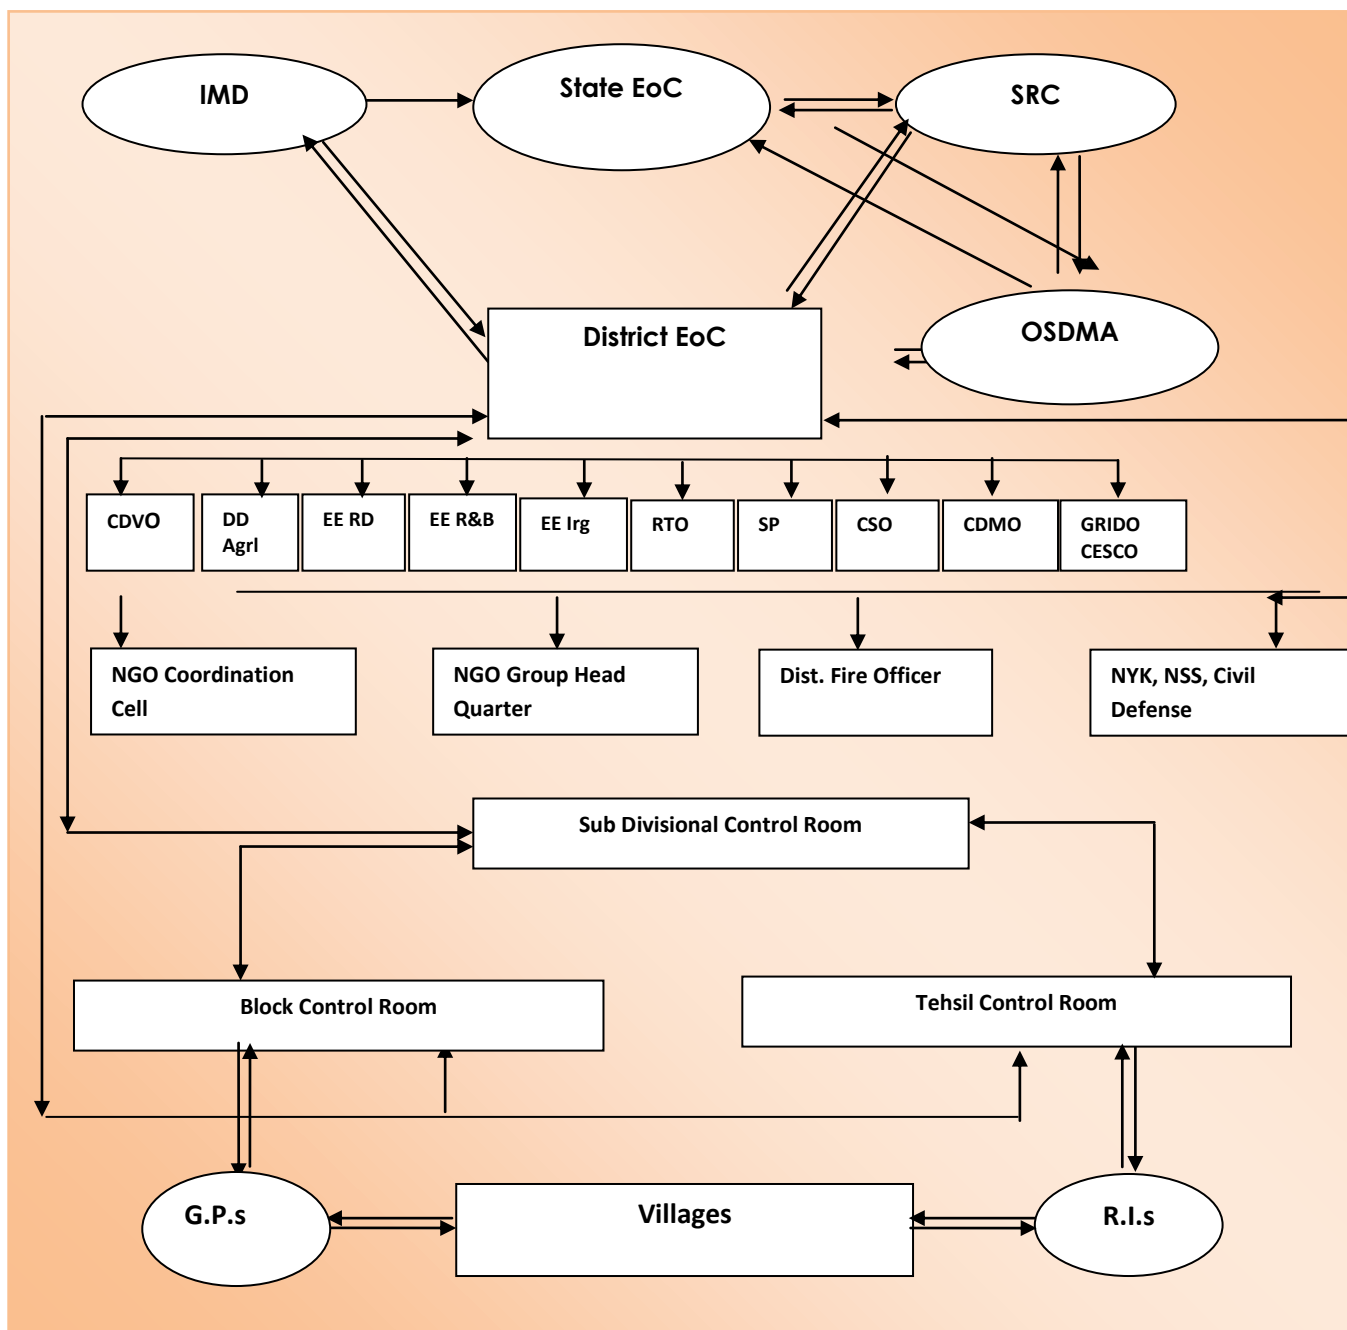 IMD
State EoC
SRC
OSDMA
District EoC
CDVO
DD
Agrl
EE RD
EE R&B
EE Irg
RTO
SP
CSO
CDMO
GRIDO
CESCO
NGO Coordination
Cell
NGO Group Head
Quarter
Dist. Fire Officer
NYK, NSS, Civil
Defense
Sub Divisional Control Room
Block Control Room
Tehsil Control Room
G.P.s
Villages
R.I.s